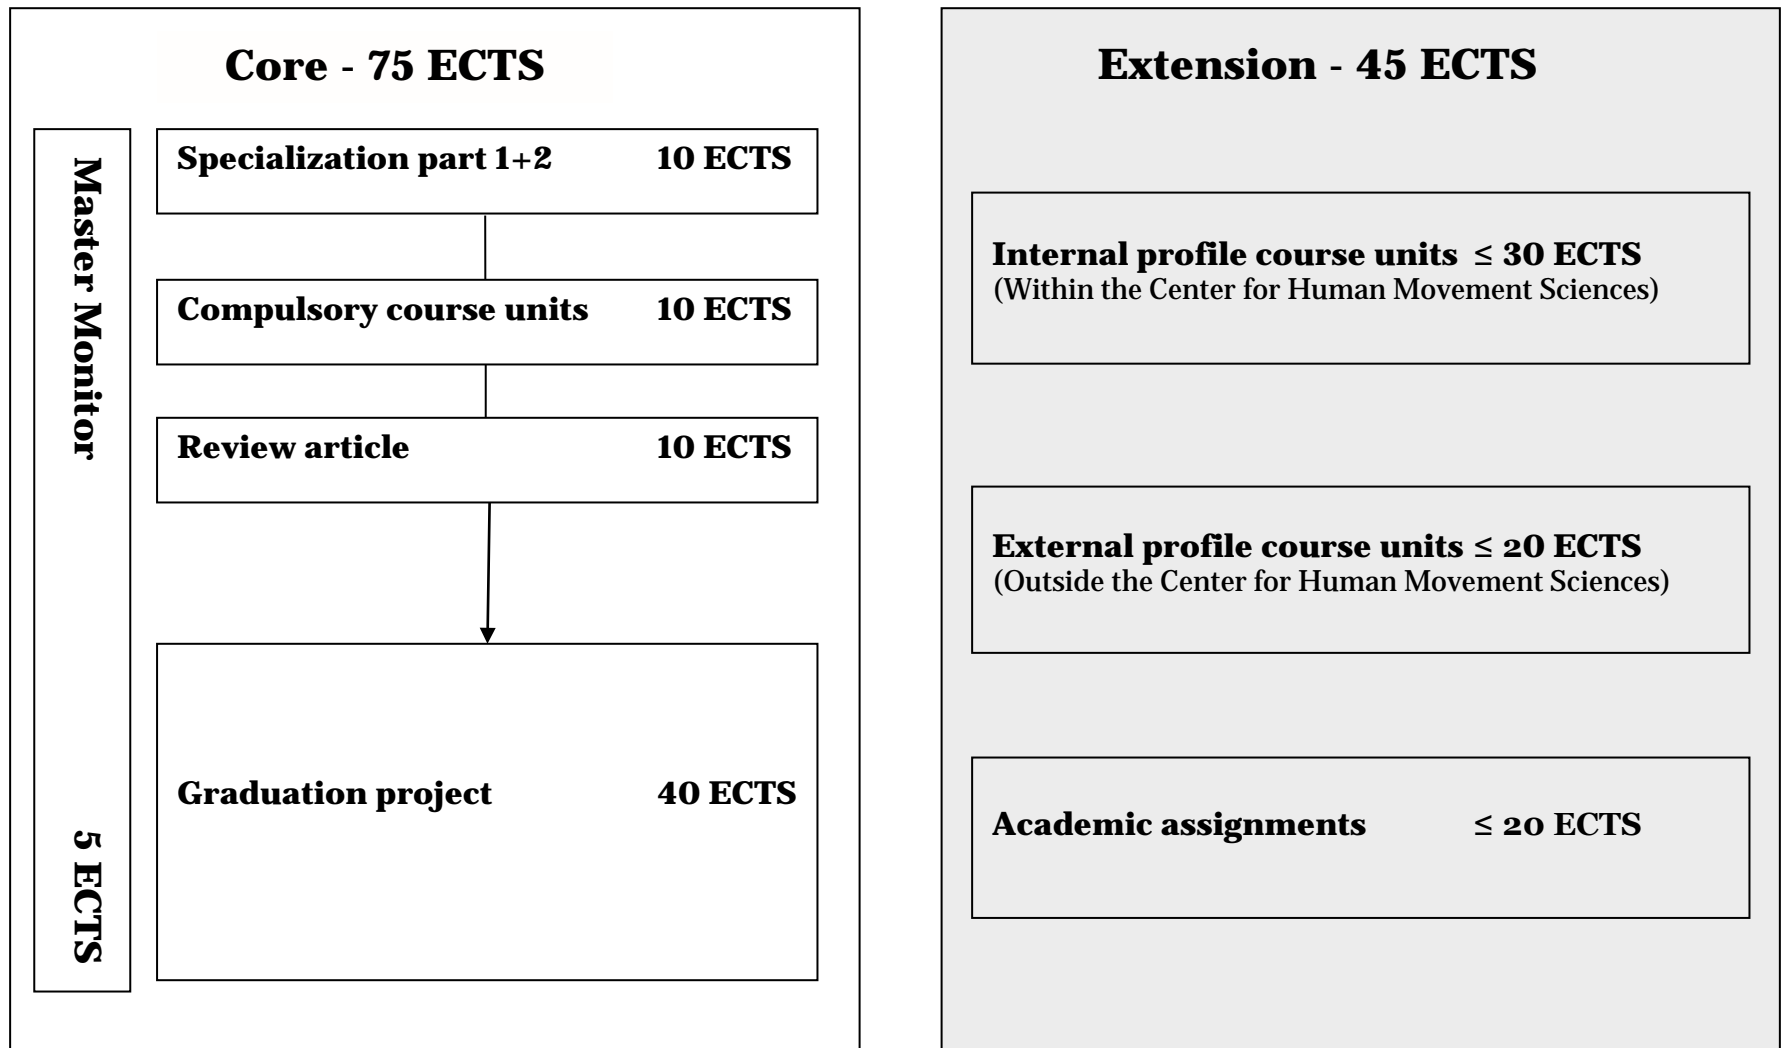 Core - 75 ECTS
Master Monitor 5 ECTS
Specialization part 1+2 10 ECTS
Compulsory course units 10 ECTS
Review article 10 ECTS
Graduation project 40 ECTS
Extension - 45 ECTS
Internal profile course units ≤ 30 ECTS
(Within the Center for Human Movement Sciences)
External profile course units ≤ 20 ECTS
(Outside the Center for Human Movement Sciences)
Academic assignments ≤ 20 ECTS